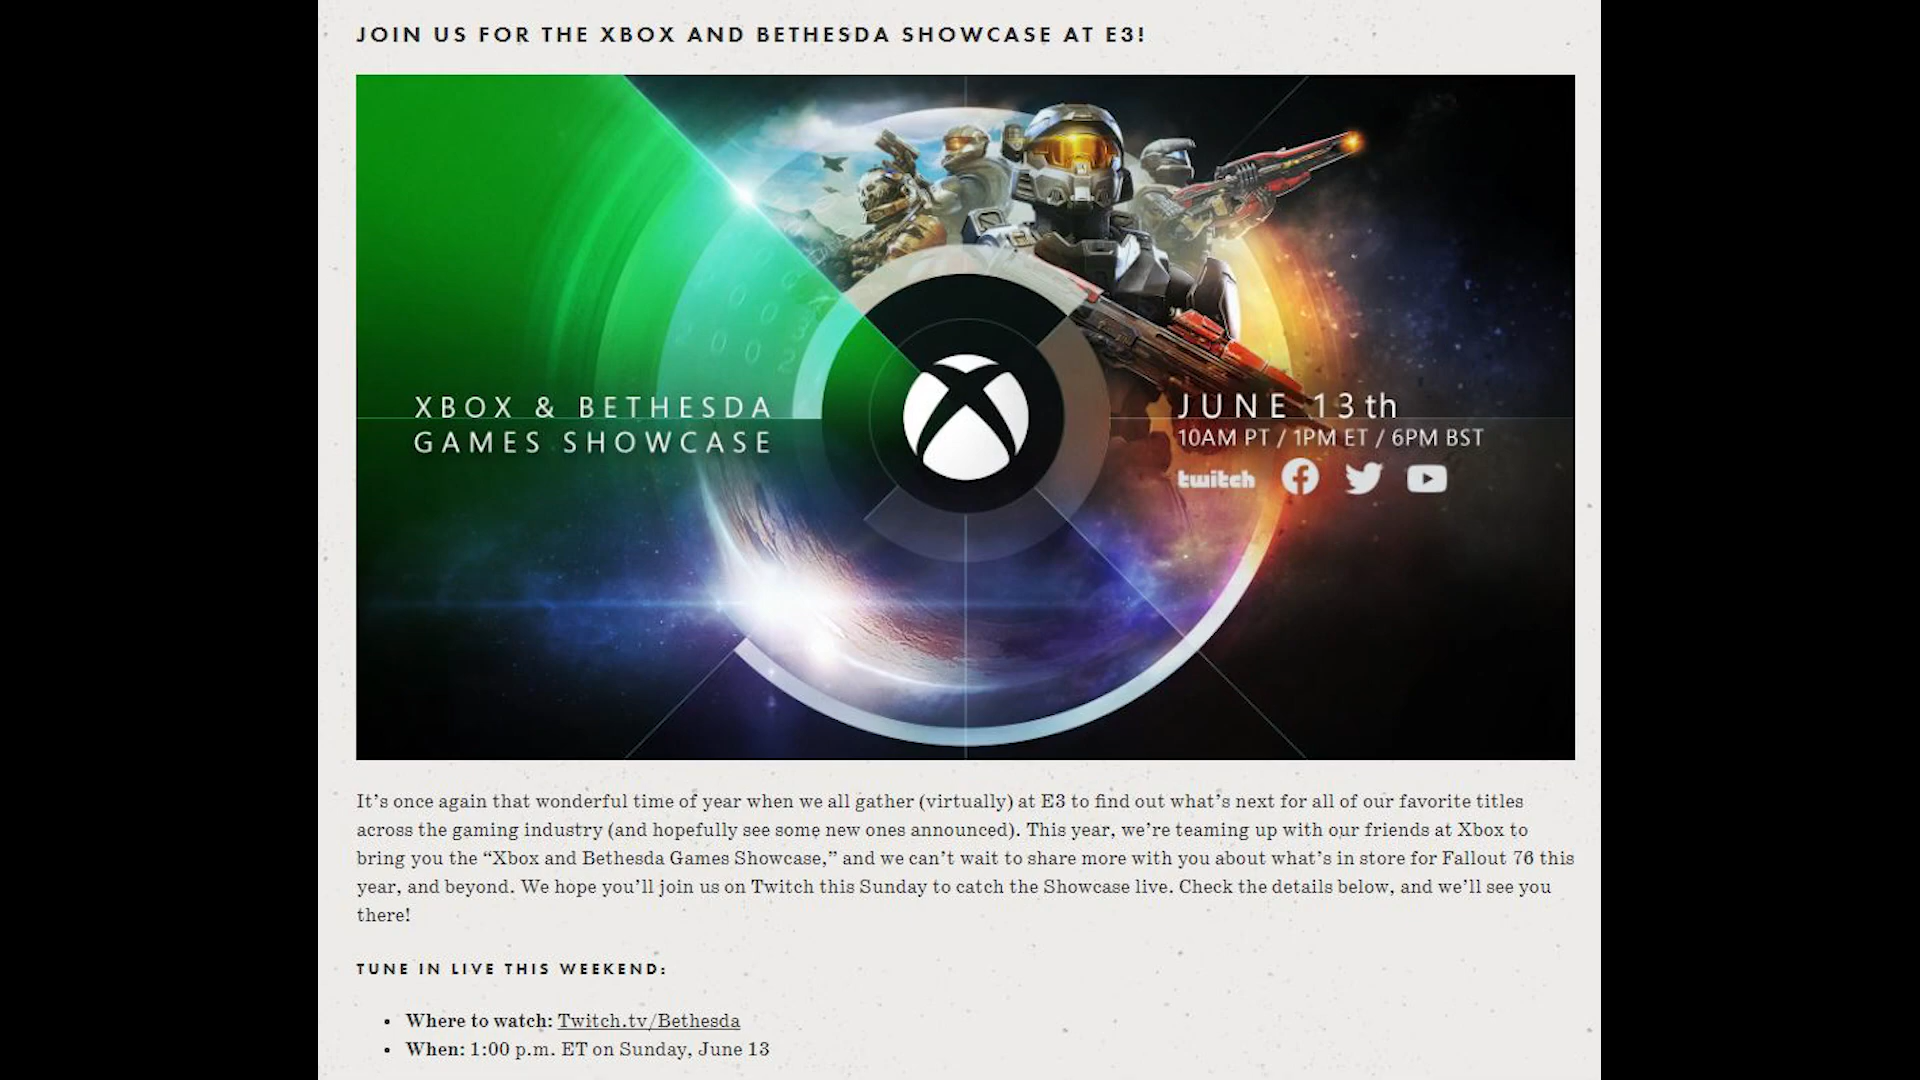 JOIN US FOR THE XBOX AND BETHESDA SHOWCASE AT E3!
XBOX & BETHESDA
GAMES SHOWCASE
JUNE 13th
10AM PT / 1PM ET / 6PM BST
twitch
It’s once again that wonderful time of year when we all gather (virtually) at E3 to find out what’s next for all of our favorite titles
across the gaming industry (and hopefully see some new ones announced). This year, we’re teaming up with our friends at Xbox to
bring you the “Xbox and Bethesda Games Showcase,” and we can’t wait to share more with you about what’s in store for Fallout 76 this
year, and beyond. We hope you’ll join us on Twitch this Sunday to catch the Showcase live. Check the details below, and we’ll see you
there!
TUNE IN LIVE THIS WEEKEND:
• Where to watch: Twitch.tv/Bethesda
• When: 1:00 p.m. ET on Sunday, June 13